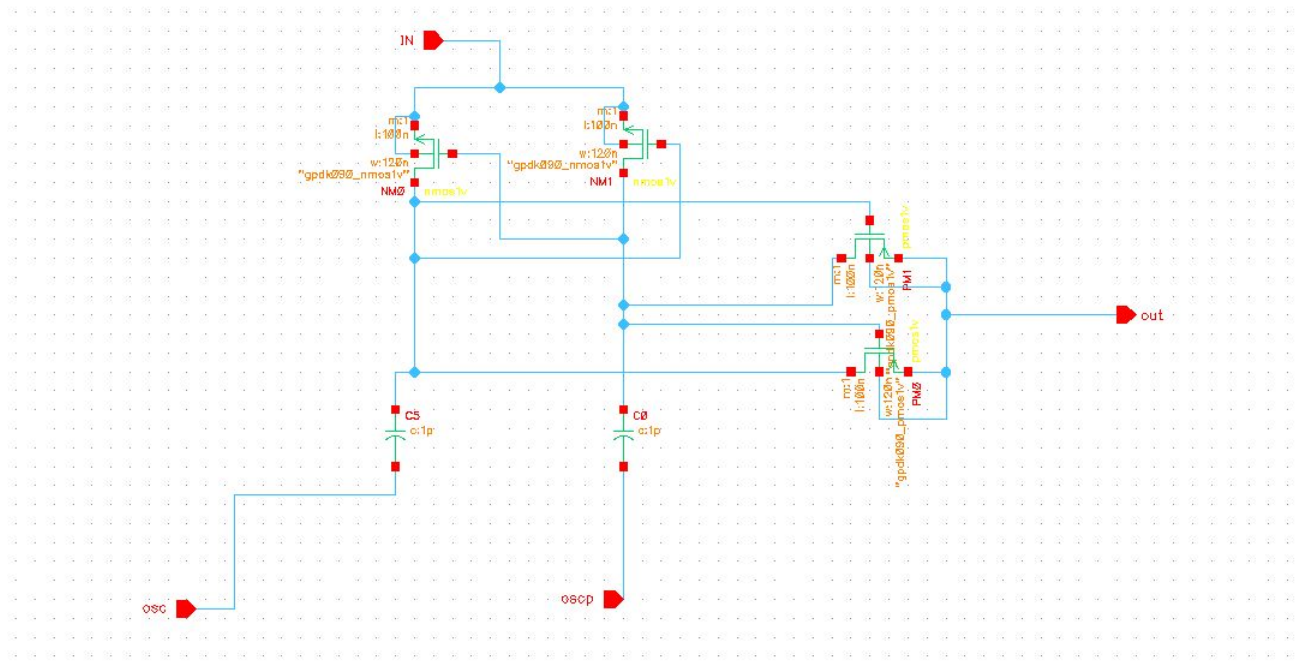 IN
m:1
l:100n
w:120n
"gpdk090_nmos1v"
NM0
nmos1v
m:1
l:100n
w:120n
"gpdk090_nmos1v"
NM1
nmos1v
pmos1v
m:1
l:100n
w:120n
"gpdk090_pmos1v"
PM1
out
pmos1v
m:1
l:100n
w:120n
"gpdk090_pmos1v"
PM0
C5
c:1p
C0
c:1p
osc
oscp